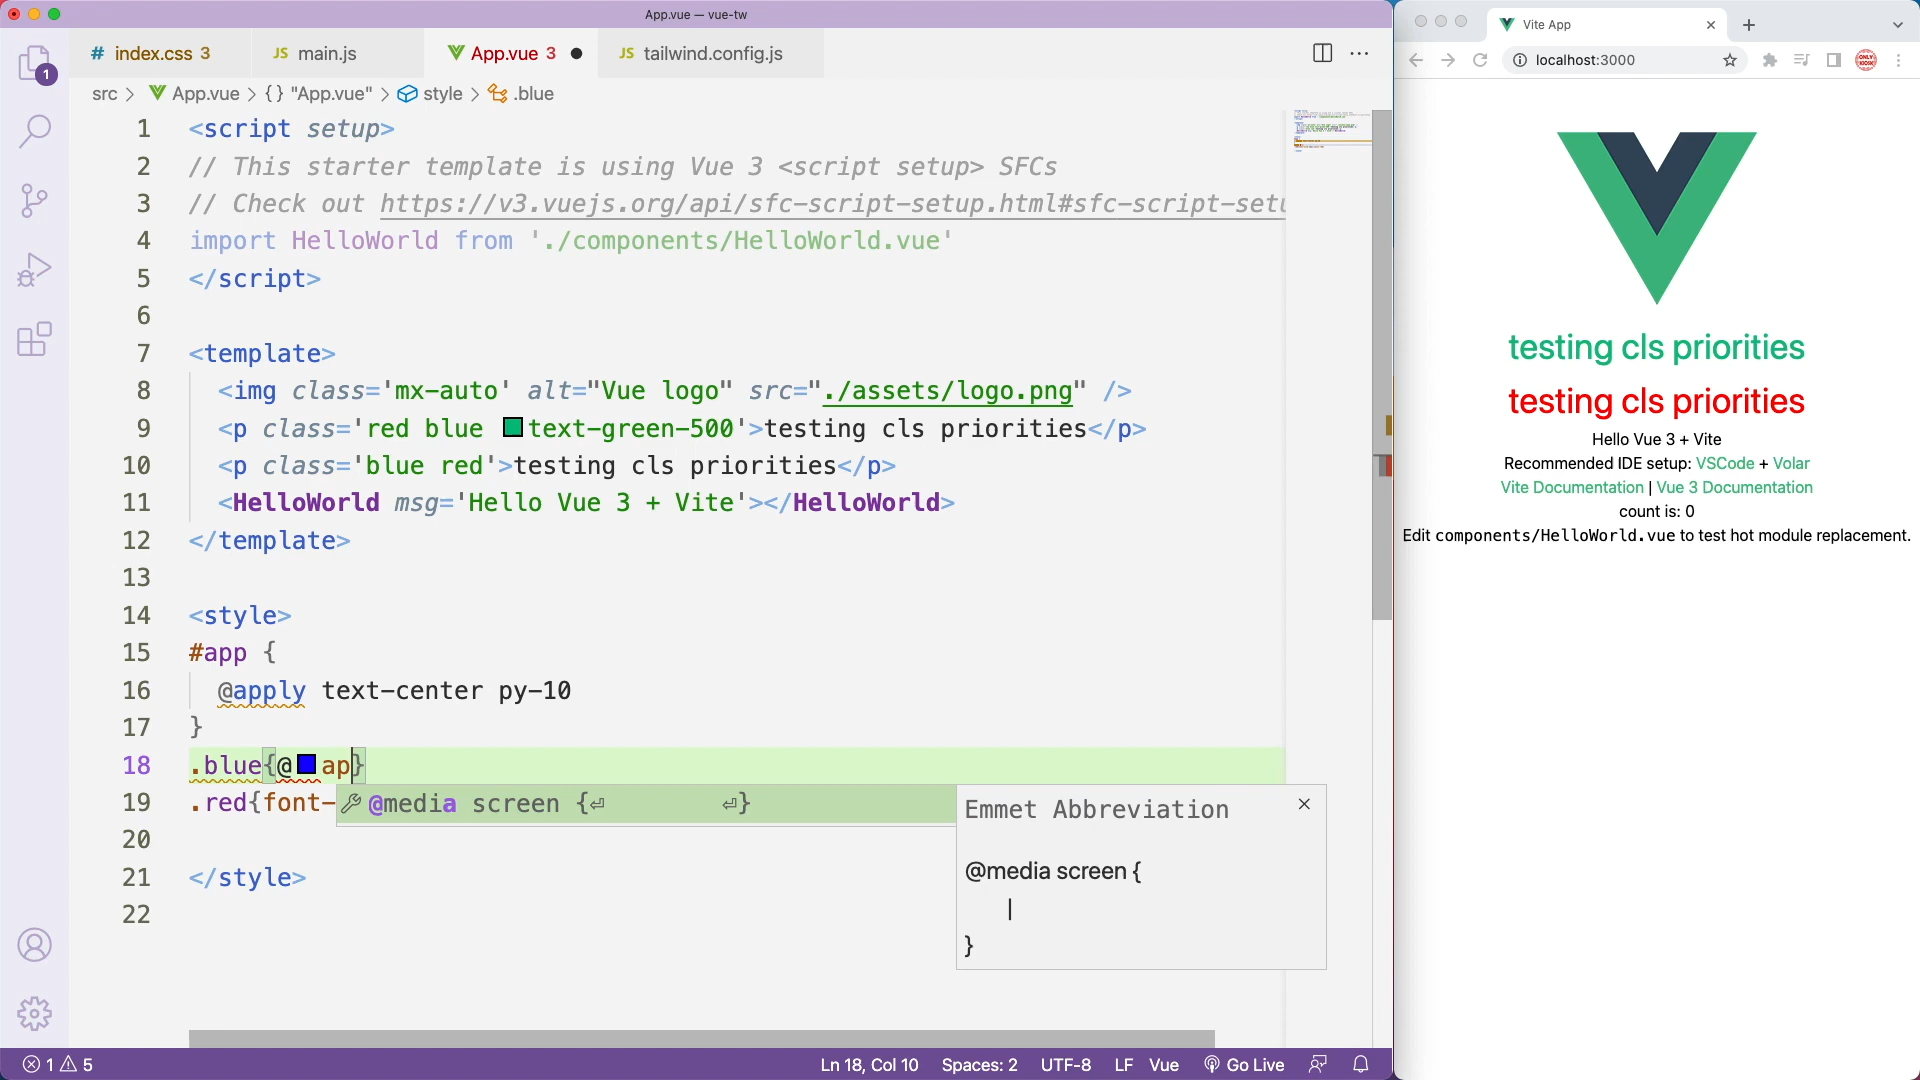 App.vue — vue-tw
# index.css 3
JS main.js
App.vue 3
JS tailwind.config.js
src > App.vue > {} "App.vue" > style > .blue
1 <script setup>
2 // This starter template is using Vue 3 <script setup> SFCs
3 // Check out https://v3.vuejs.org/api/sfc-script-setup.html#sfc-script-setu
4 import HelloWorld from './components/HelloWorld.vue'
5 </script>
6
7 <template>
8 <img class='mx-auto' alt="Vue logo" src="./assets/logo.png" />
9 <p class='red blue text-green-500'>testing cls priorities</p>
10 <p class='blue red'>testing cls priorities</p>
11 <HelloWorld msg='Hello Vue 3 + Vite'></HelloWorld>
12 </template>
13
14 <style>
15 #app {
16 @apply text-center py-10
17 }
18 .blue{@ap}
19 .red{font-
20
21 </style>
22
@media screen {⏎ ⏎}
Emmet Abbreviation
@media screen {
|
}
1
1 5
Ln 18, Col 10
Spaces: 2
UTF-8
LF
Vue
Go Live
Vite App
localhost:3000
ONLY KIOSK
testing cls priorities
testing cls priorities
Hello Vue 3 + Vite
Recommended IDE setup: VSCode + Volar
Vite Documentation | Vue 3 Documentation
count is: 0
Edit components/HelloWorld.vue to test hot module replacement.